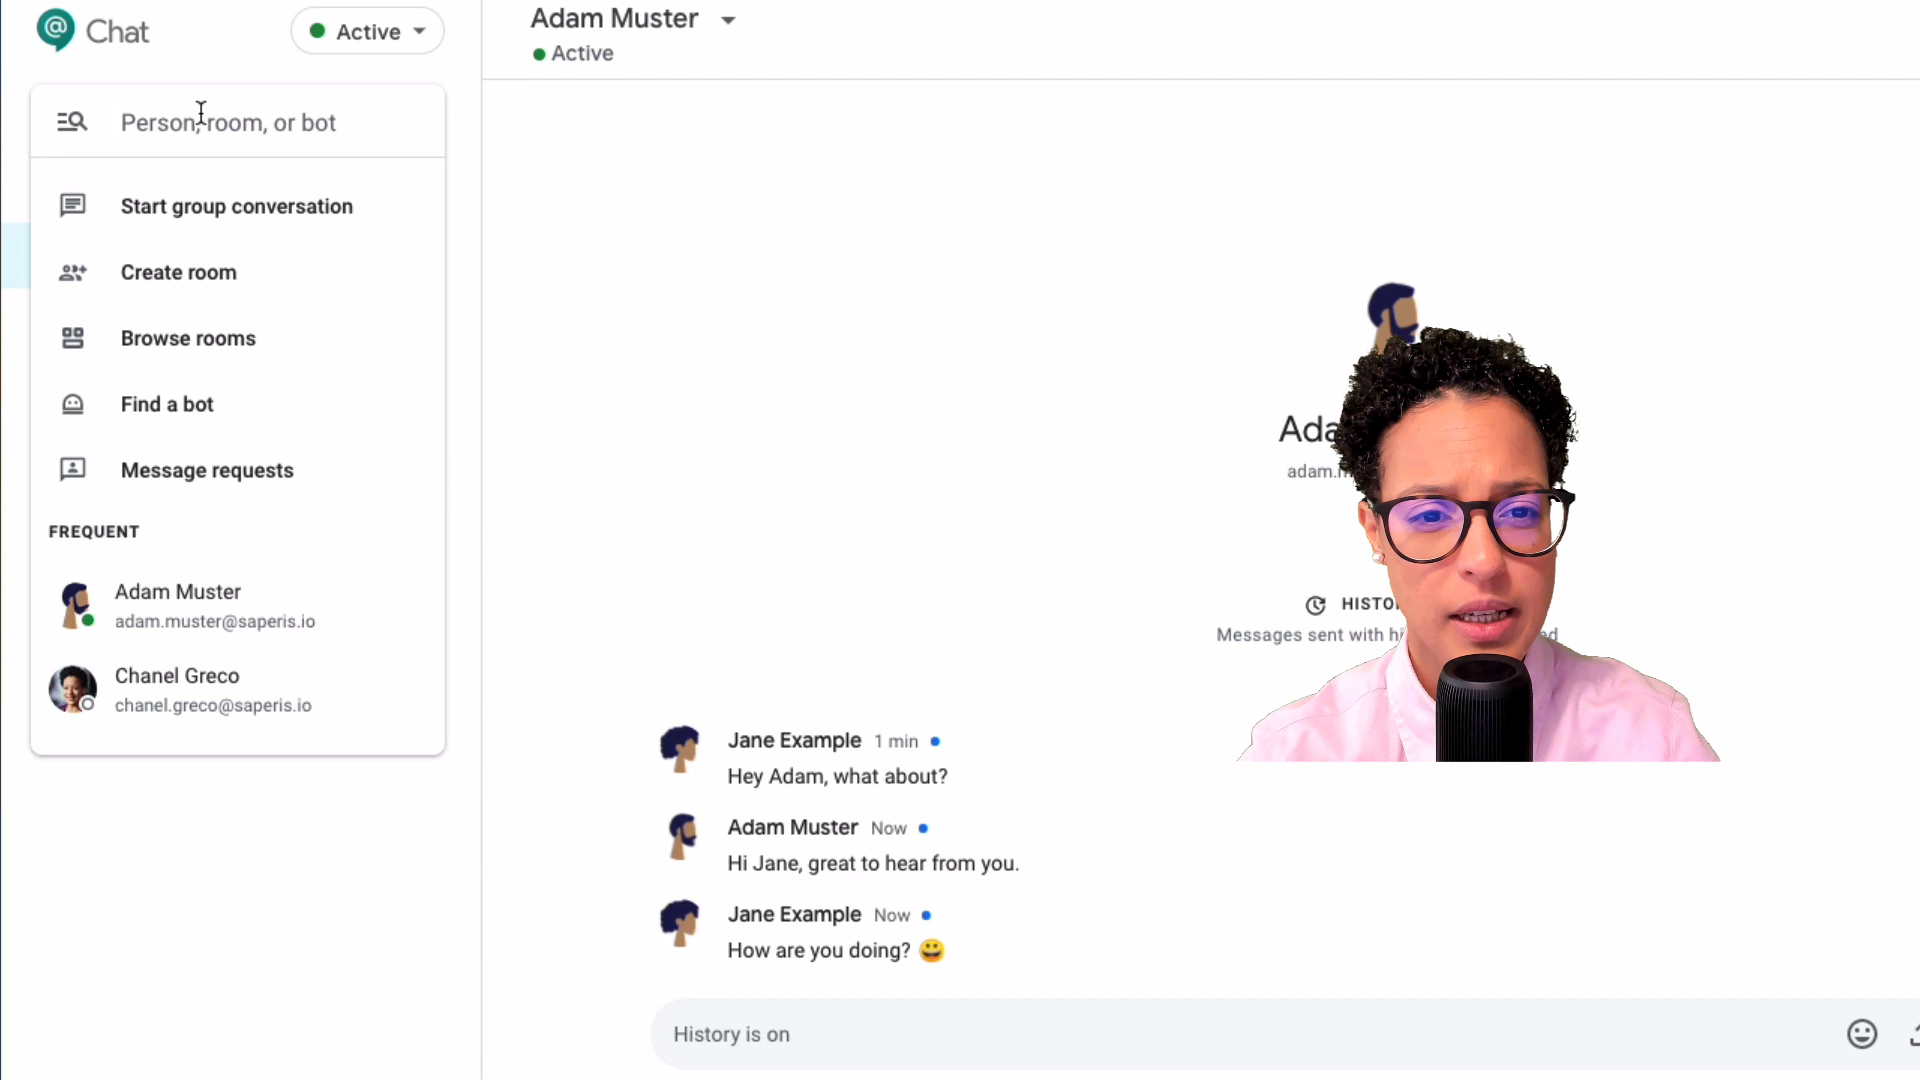 Chat
Active
Person, room, or bot
Start group conversation
Create room
Browse rooms
Find a bot
Message requests
FREQUENT
Adam Muster
adam.muster@saperis.io
Chanel Greco
chanel.greco@saperis.io
Adam Muster
Active
HISTO
Messages sent with
Jane Example 1 min
Hey Adam, what about?
Adam Muster Now
Hi Jane, great to hear from you.
Jane Example Now
How are you doing? 😀
History is on